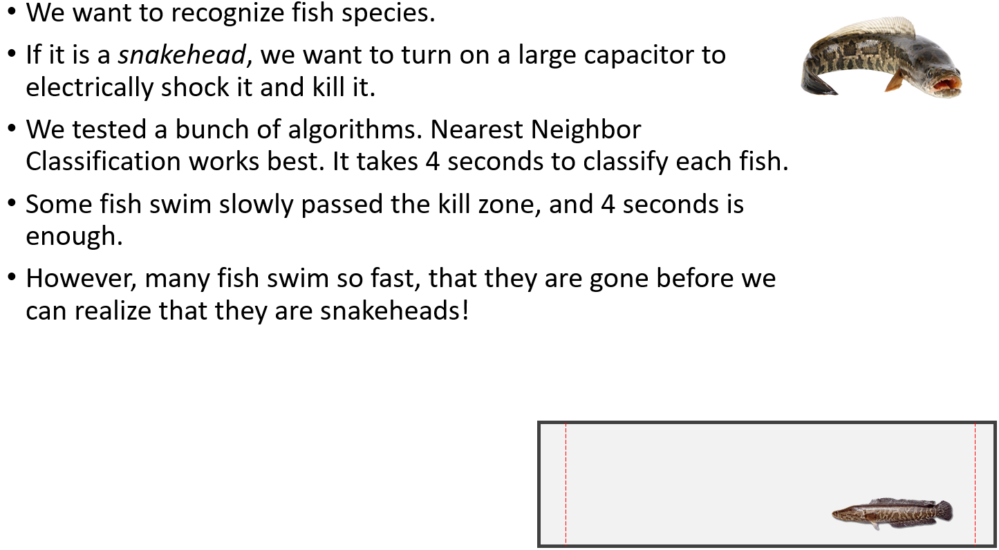 • We want to recognize fish species.
• If it is a snakehead, we want to turn on a large capacitor to
electrically shock it and kill it.
• We tested a bunch of algorithms. Nearest Neighbor
Classification works best. It takes 4 seconds to classify each fish.
• Some fish swim slowly passed the kill zone, and 4 seconds is
enough.
• However, many fish swim so fast, that they are gone before we
can realize that they are snakeheads!